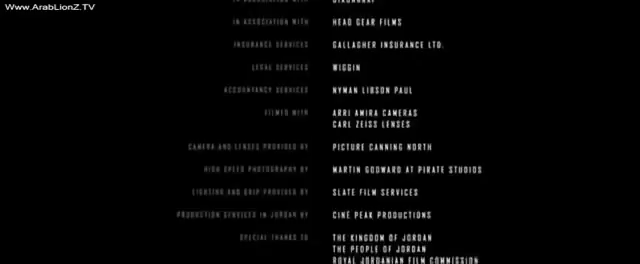 www.ArabLionZ.TV
IN ASSOCIATION WITH HEAD GEAR FILMS
INSURANCE SERVICES GALLAGHER INSURANCE LTD.
LEGAL SERVICES WIGGIN
ACCOUNTANCY SERVICES NYMAN LIBSON PAUL
FILMED WITH ARRI AMIRA CAMERAS
CARL ZEISS LENSES
CAMERA AND LENSES PROVIDED BY PICTURE CANNING NORTH
HIGH SPEED PHOTOGRAPHY BY MARTIN GODWARD AT PIRATE STUDIOS
LIGHTING AND GRIP PROVIDED BY SLATE FILM SERVICES
PRODUCTION SERVICES IN JORDAN BY CINE PEAK PRODUCTIONS
SPECIAL THANKS TO THE KINGDOM OF JORDAN
THE PEOPLE OF JORDAN
ROYAL JORDANIAN FILM COMMISSION